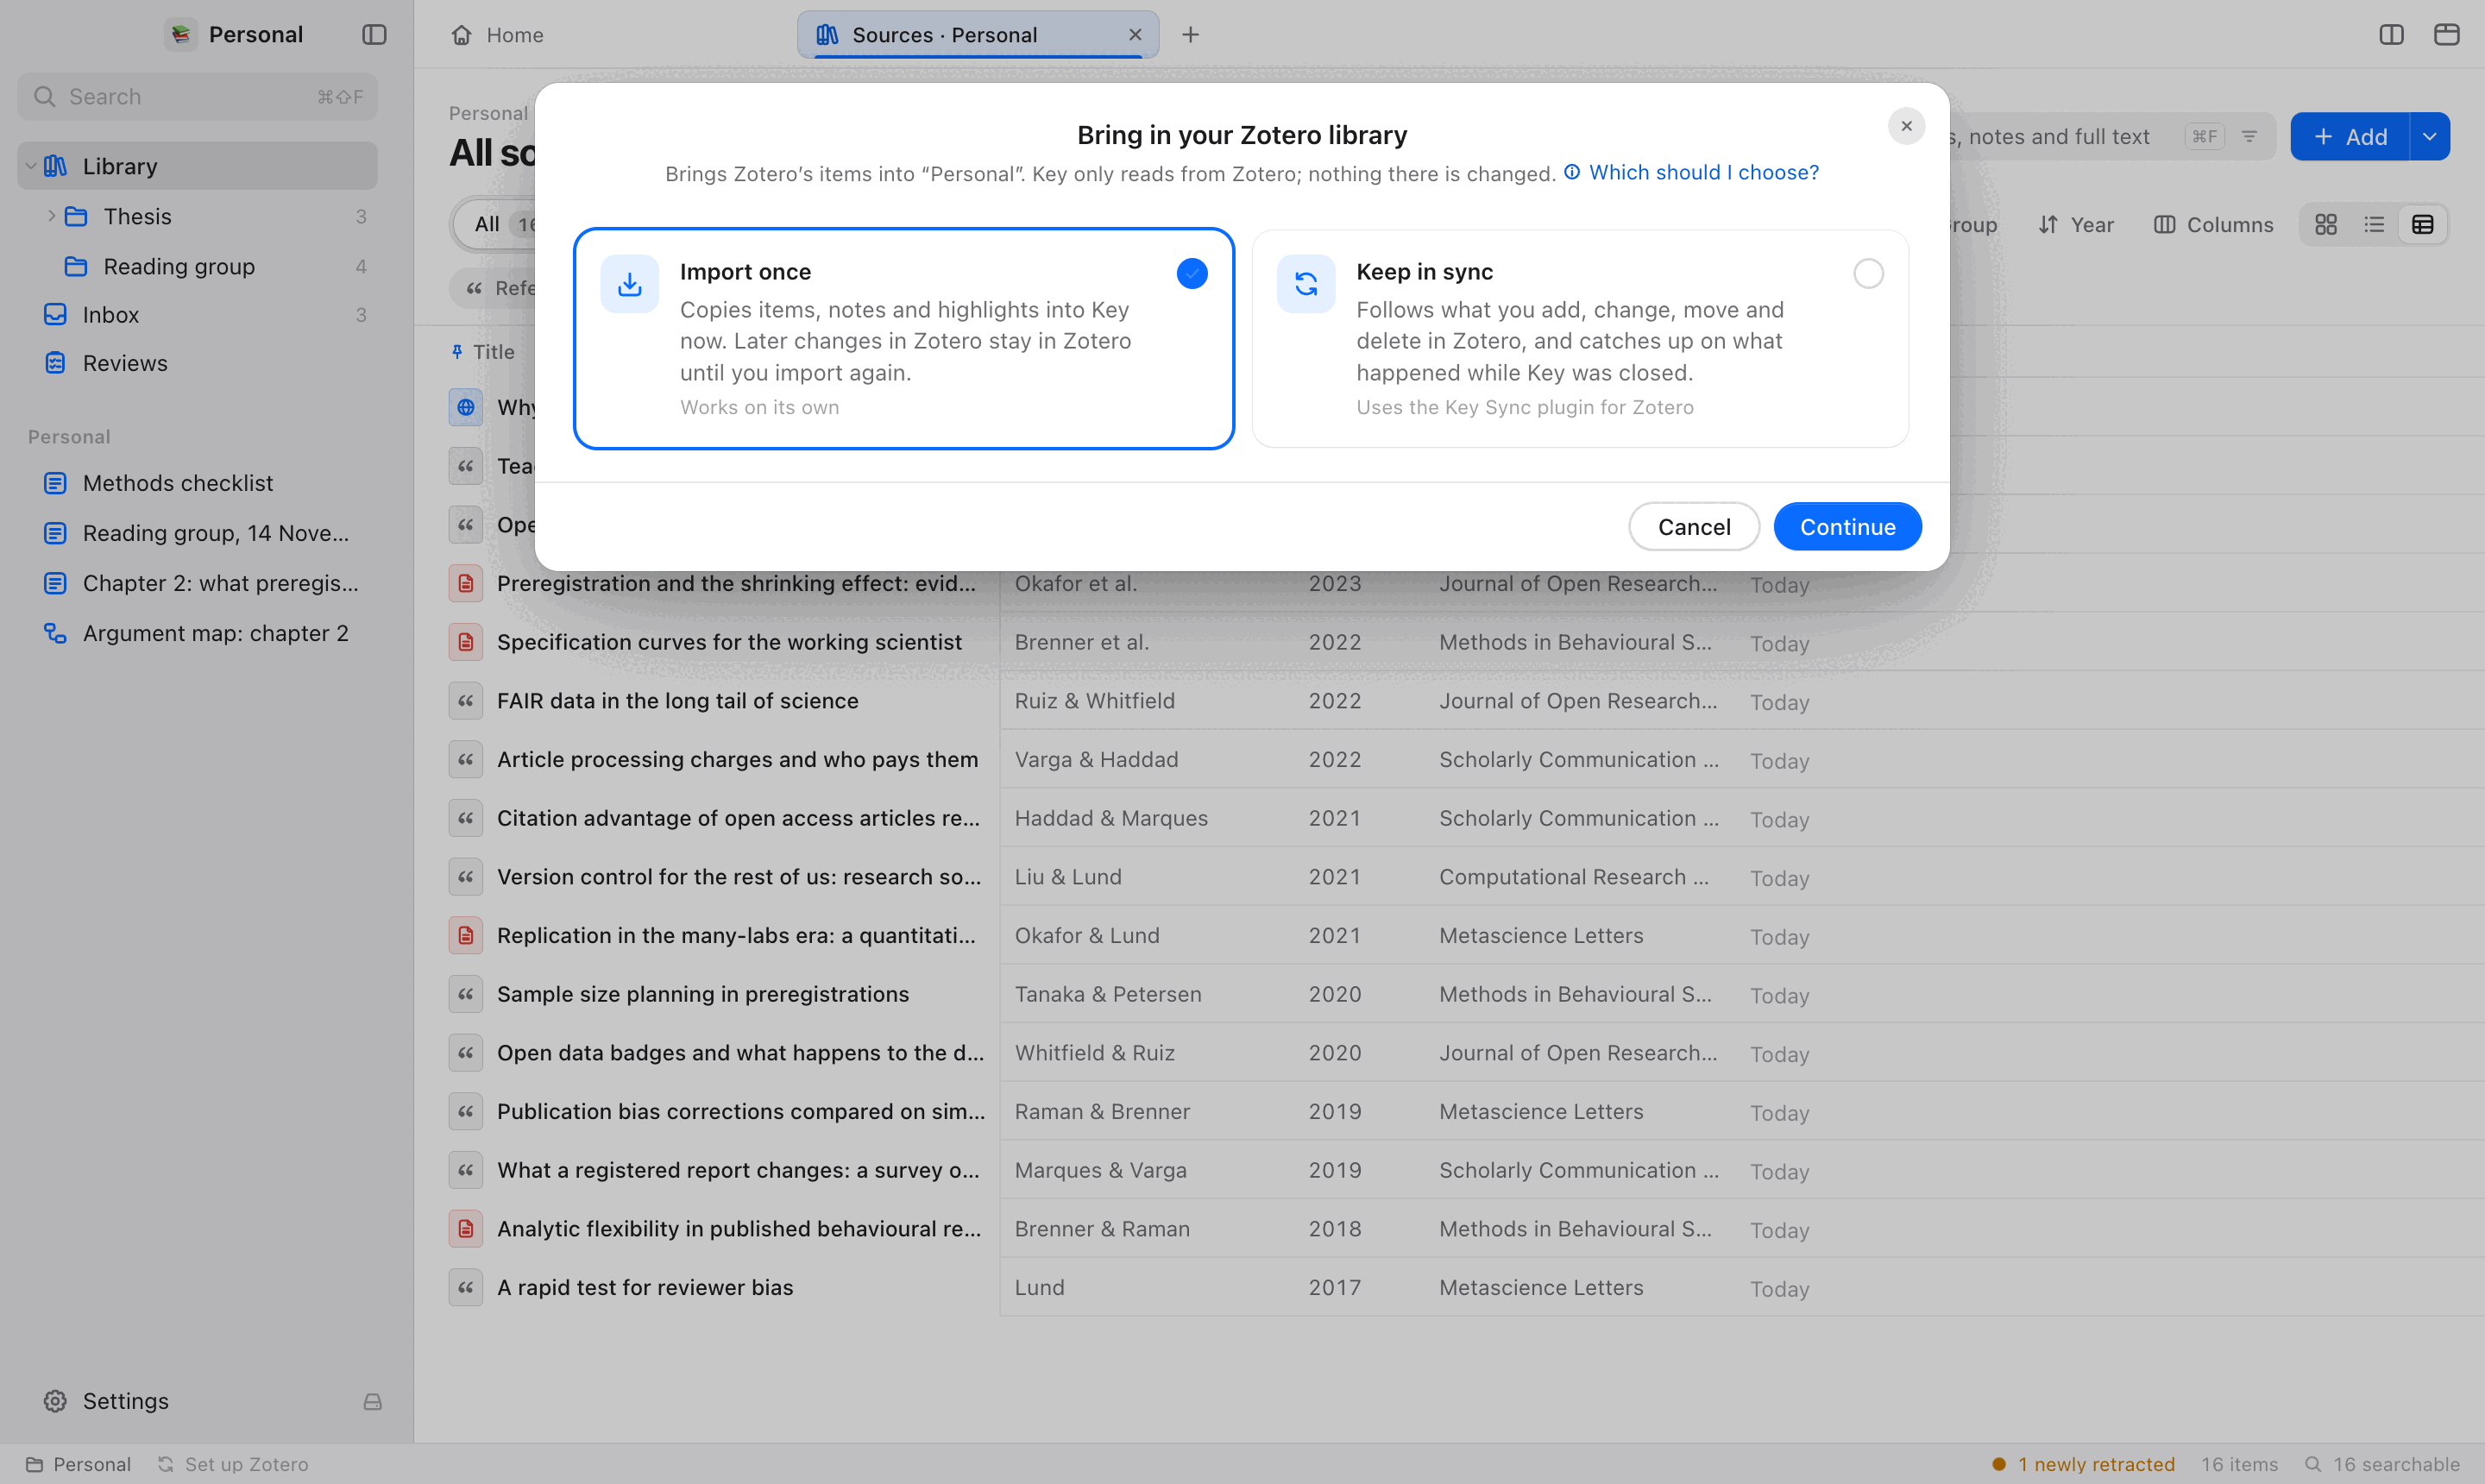 Personal
Search ⌘⇧F
Library
Thesis 3
Reading group 4
Inbox 3
Reviews
Personal
Methods checklist
Reading group, 14 Nove...
Chapter 2: what preregis...
Argument map: chapter 2
Settings
Home
Sources · Personal
Personal
All so
notes and full text ⌘F
Add
All 16
Year
Columns
Title
Bring in your Zotero library
Brings Zotero’s items into “Personal”. Key only reads from Zotero; nothing there is changed. Which should I choose?
Import once
Copies items, notes and highlights into Key
now. Later changes in Zotero stay in Zotero
until you import again.
Works on its own
Keep in sync
Follows what you add, change, move and
delete in Zotero, and catches up on what
happened while Key was closed.
Uses the Key Sync plugin for Zotero
Cancel
Continue
Why
Preregistration and the shrinking effect: evid... Okafor et al. 2023 Journal of Open Research... Today
Specification curves for the working scientist Brenner et al. 2022 Methods in Behavioural S... Today
FAIR data in the long tail of science Ruiz & Whitfield 2022 Journal of Open Research... Today
Article processing charges and who pays them Varga & Haddad 2022 Scholarly Communication ... Today
Citation advantage of open access articles re... Haddad & Marques 2021 Scholarly Communication ... Today
Version control for the rest of us: research so... Liu & Lund 2021 Computational Research ... Today
Replication in the many-labs era: a quantitati... Okafor & Lund 2021 Metascience Letters Today
Sample size planning in preregistrations Tanaka & Petersen 2020 Methods in Behavioural S... Today
Open data badges and what happens to the d... Whitfield & Ruiz 2020 Journal of Open Research... Today
Publication bias corrections compared on sim... Raman & Brenner 2019 Metascience Letters Today
What a registered report changes: a survey o... Marques & Varga 2019 Scholarly Communication ... Today
Analytic flexibility in published behavioural re... Brenner & Raman 2018 Methods in Behavioural S... Today
A rapid test for reviewer bias Lund 2017 Metascience Letters Today
Personal
Set up Zotero
1 newly retracted
16 items
16 searchable